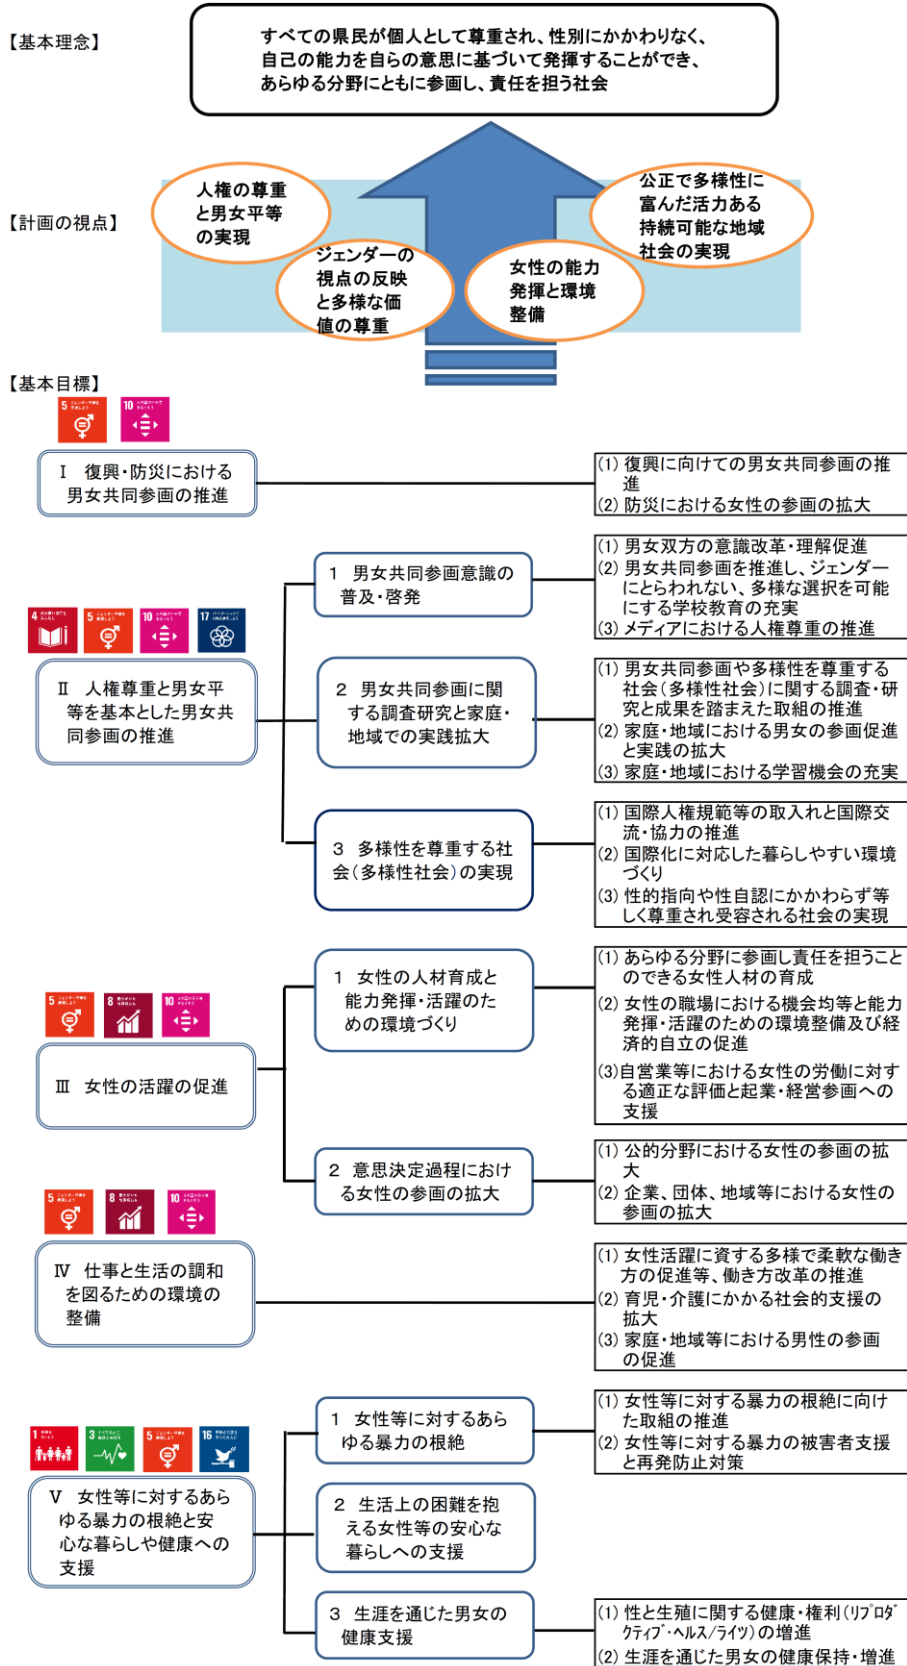 【基本理念】
すべての県民が個人として尊重され、性別にかかわりなく、
自己の能力を自らの意思に基づいて発揮することができ、
あらゆる分野にともに参画し、責任を担う社会
【計画の視点】
人権の尊重
と男女平等
の実現
ジェンダーの
視点の反映
と多様な価
値の尊重
女性の能力
発揮と環境
整備
公正で多様性に
富んだ活力ある
持続可能な地域
社会の実現
【基本目標】
5
10
Ⅰ 復興・防災における
男女共同参画の推進
(1) 復興に向けての男女共同参画の推
進
(2) 防災における女性の参画の拡大
4
5
10
17
Ⅱ 人権尊重と男女平
等を基本とした男女共
同参画の推進
1 男女共同参画意識の
普及・啓発
(1) 男女双方の意識改革・理解促進
(2) 男女共同参画を推進し、ジェンダー
にとらわれない、多様な選択を可能
にする学校教育の充実
(3) メディアにおける人権尊重の推進
2 男女共同参画に関
する調査研究と家庭・
地域での実践拡大
(1) 男女共同参画や多様性を尊重する
社会(多様性社会)に関する調査・研
究と成果を踏まえた取組の推進
(2) 家庭・地域における男女の参画促進
と実践の拡大
(3) 家庭・地域における学習機会の充実
3 多様性を尊重する社
会(多様性社会)の実現
(1) 国際人権規範等の取入れと国際交
流・協力の推進
(2) 国際化に対応した暮らしやすい環境
づくり
(3) 性的指向や性自認にかかわらず等
しく尊重され受容される社会の実現
5
8
10
Ⅲ 女性の活躍の促進
1 女性の人材育成と
能力発揮・活躍のた
めの環境づくり
(1) あらゆる分野に参画し責任を担うこと
のできる女性人材の育成
(2) 女性の職場における機会均等と能力
発揮・活躍のための環境整備及び経
済的自立の促進
(3)自営業等における女性の労働に対す
る適正な評価と起業・経営参画への
支援
2 意思決定過程におけ
る女性の参画の拡大
(1) 公的分野における女性の参画の拡
大
(2) 企業、団体、地域等における女性の
参画の拡大
5
8
10
Ⅳ 仕事と生活の調和
を図るための環境の
整備
(1) 女性活躍に資する多様で柔軟な働き
方の促進等、働き方改革の推進
(2) 育児・介護にかかる社会的支援の
拡大
(3) 家庭・地域等における男性の参画
の促進
1
3
5
16
Ⅴ 女性等に対するあら
ゆる暴力の根絶と安
心な暮らしや健康への
支援
1 女性等に対するあら
ゆる暴力の根絶
(1) 女性等に対する暴力の根絶に向け
た取組の推進
(2) 女性等に対する暴力の被害者支援
と再発防止対策
2 生活上の困難を抱
える女性等の安心な
暮らしへの支援
3 生涯を通じた男女の
健康支援
(1) 性と生殖に関する健康・権利(ﾘﾌﾟﾛﾀﾞ
ｸﾃｨﾌﾞ・ﾍﾙｽ/ﾗｲﾂ)の増進
(2) 生涯を通じた男女の健康保持・増進